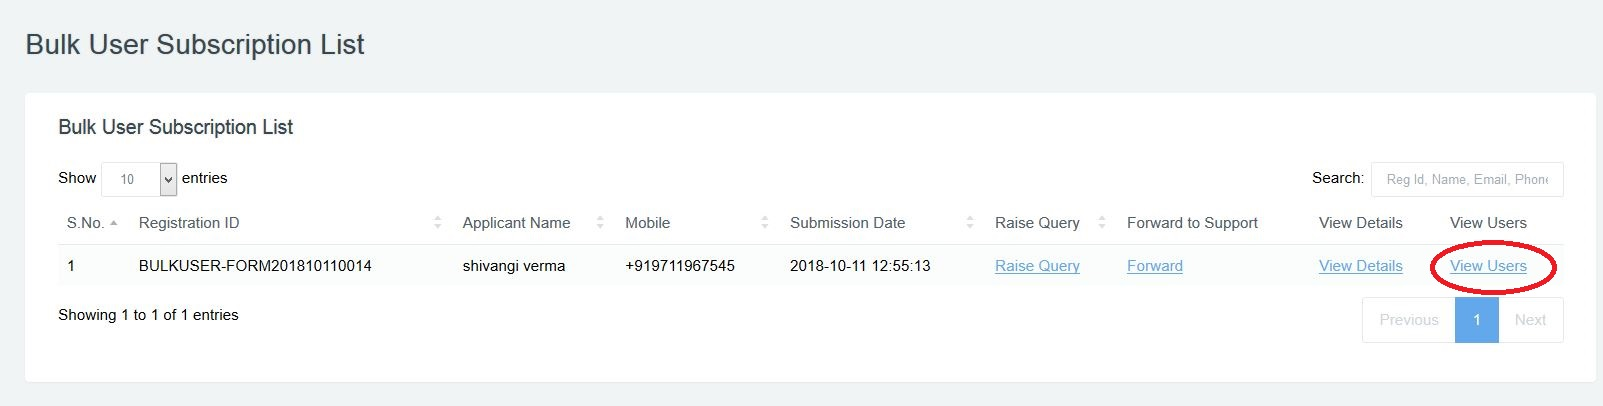 Bulk User Subscription List
Bulk User Subscription List
Show 10 entries Search: Reg Id, Name, Email, Phone
S.No. Registration ID Applicant Name Mobile Submission Date Raise Query Forward to Support View Details View Users
1 BULKUSER-FORM201810110014 shivangi verma +919711967545 2018-10-11 12:55:13 Raise Query Forward View Details View Users
Showing 1 to 1 of 1 entries Previous 1 Next